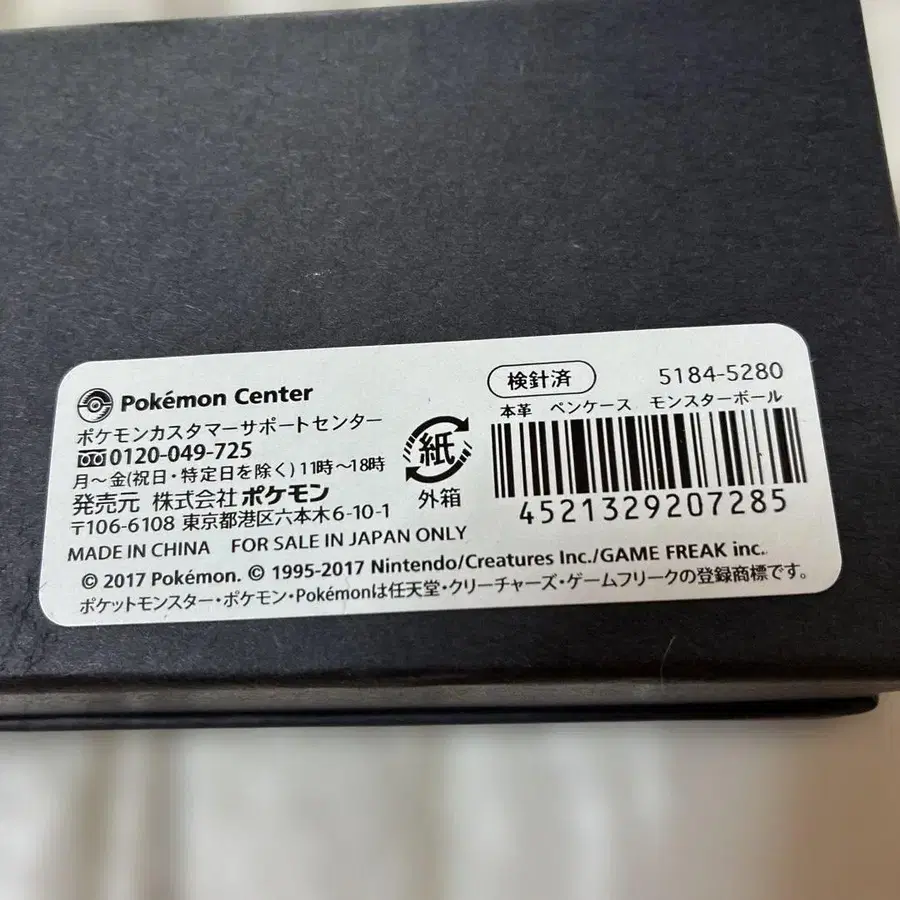 Pokémon Center
ポケモンカスタマーサポートセンター
0120-049-725
月～金(祝日・特定日を除く)11時～18時
発売元 株式会社ポケモン
〒106-6108 東京都港区六本木6-10-1
MADE IN CHINA FOR SALE IN JAPAN ONLY
紙
外箱
検針済 5184-5280
本革 ペンケース モンスターボール
4521329207285
© 2017 Pokémon. © 1995-2017 Nintendo/Creatures Inc./GAME FREAK inc.
ポケットモンスター・ポケモン・Pokémonは任天堂・クリーチャーズ・ゲームフリークの登録商標です。